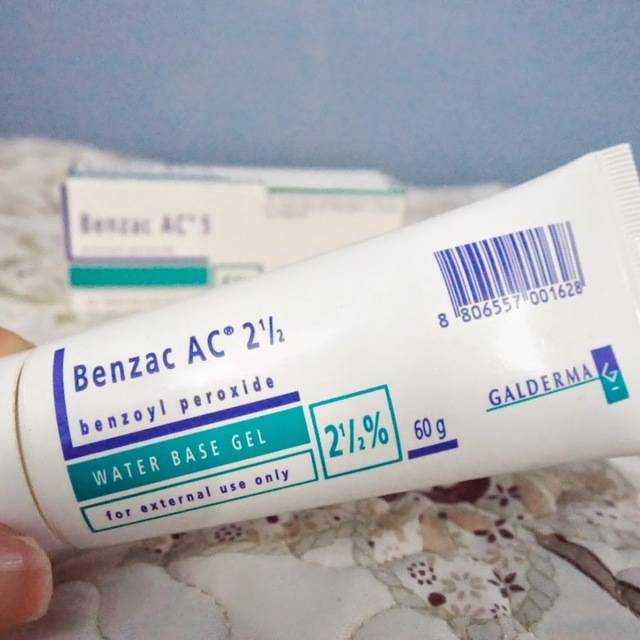 Benzac AC® 5
Benzac AC® 2½
benzoyl peroxide
WATER BASE GEL
for external use only
2½%
60 g
8 806557 001628
GALDERMA